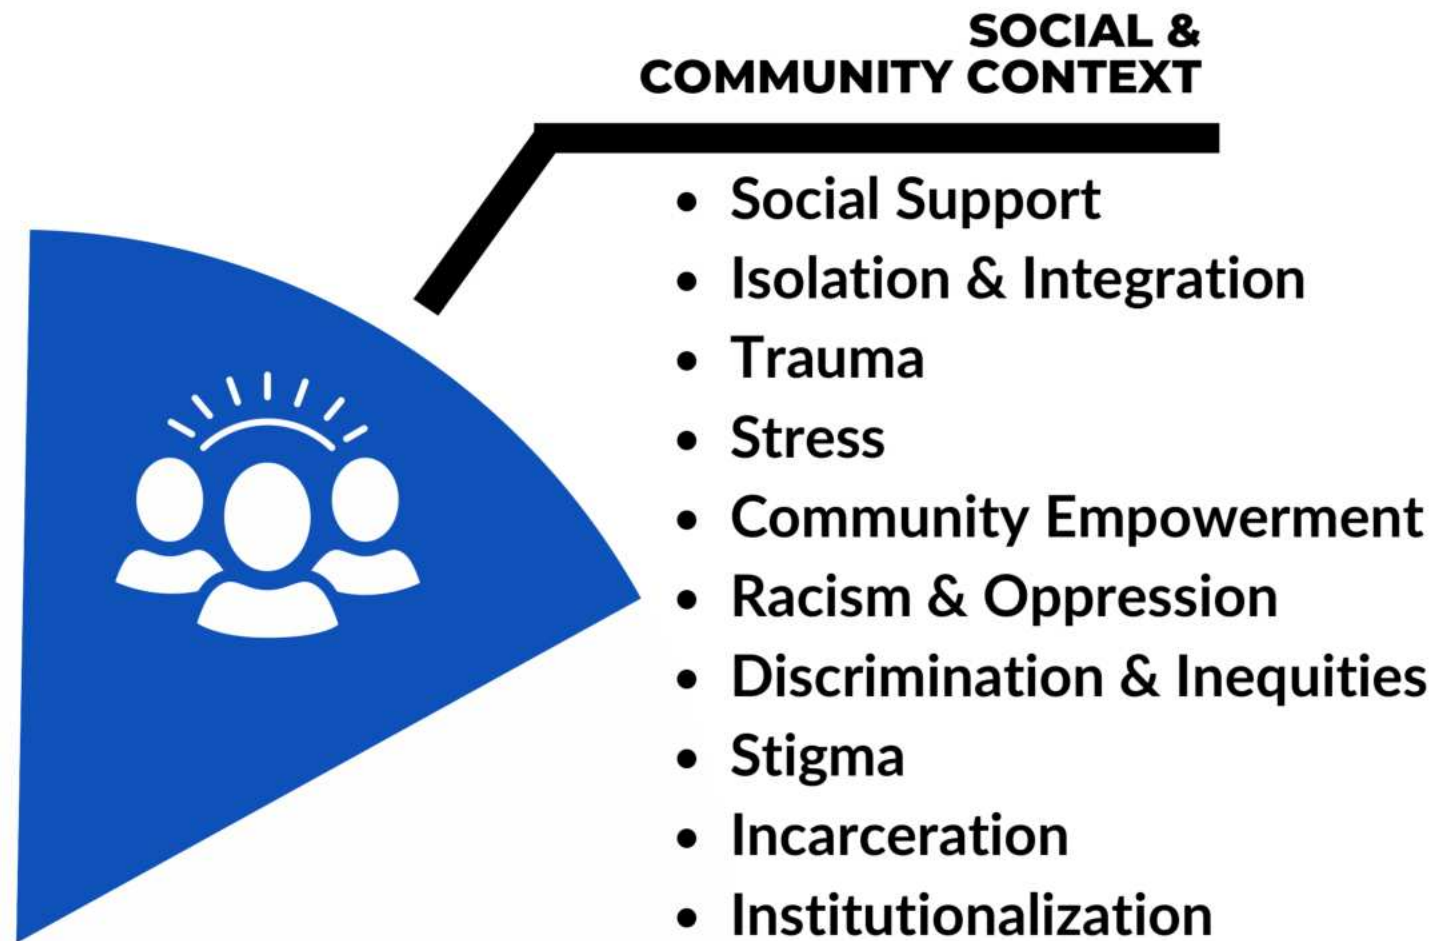 SOCIAL &
COMMUNITY CONTEXT
• Social Support
• Isolation & Integration
• Trauma
• Stress
• Community Empowerment
• Racism & Oppression
• Discrimination & Inequities
• Stigma
• Incarceration
• Institutionalization